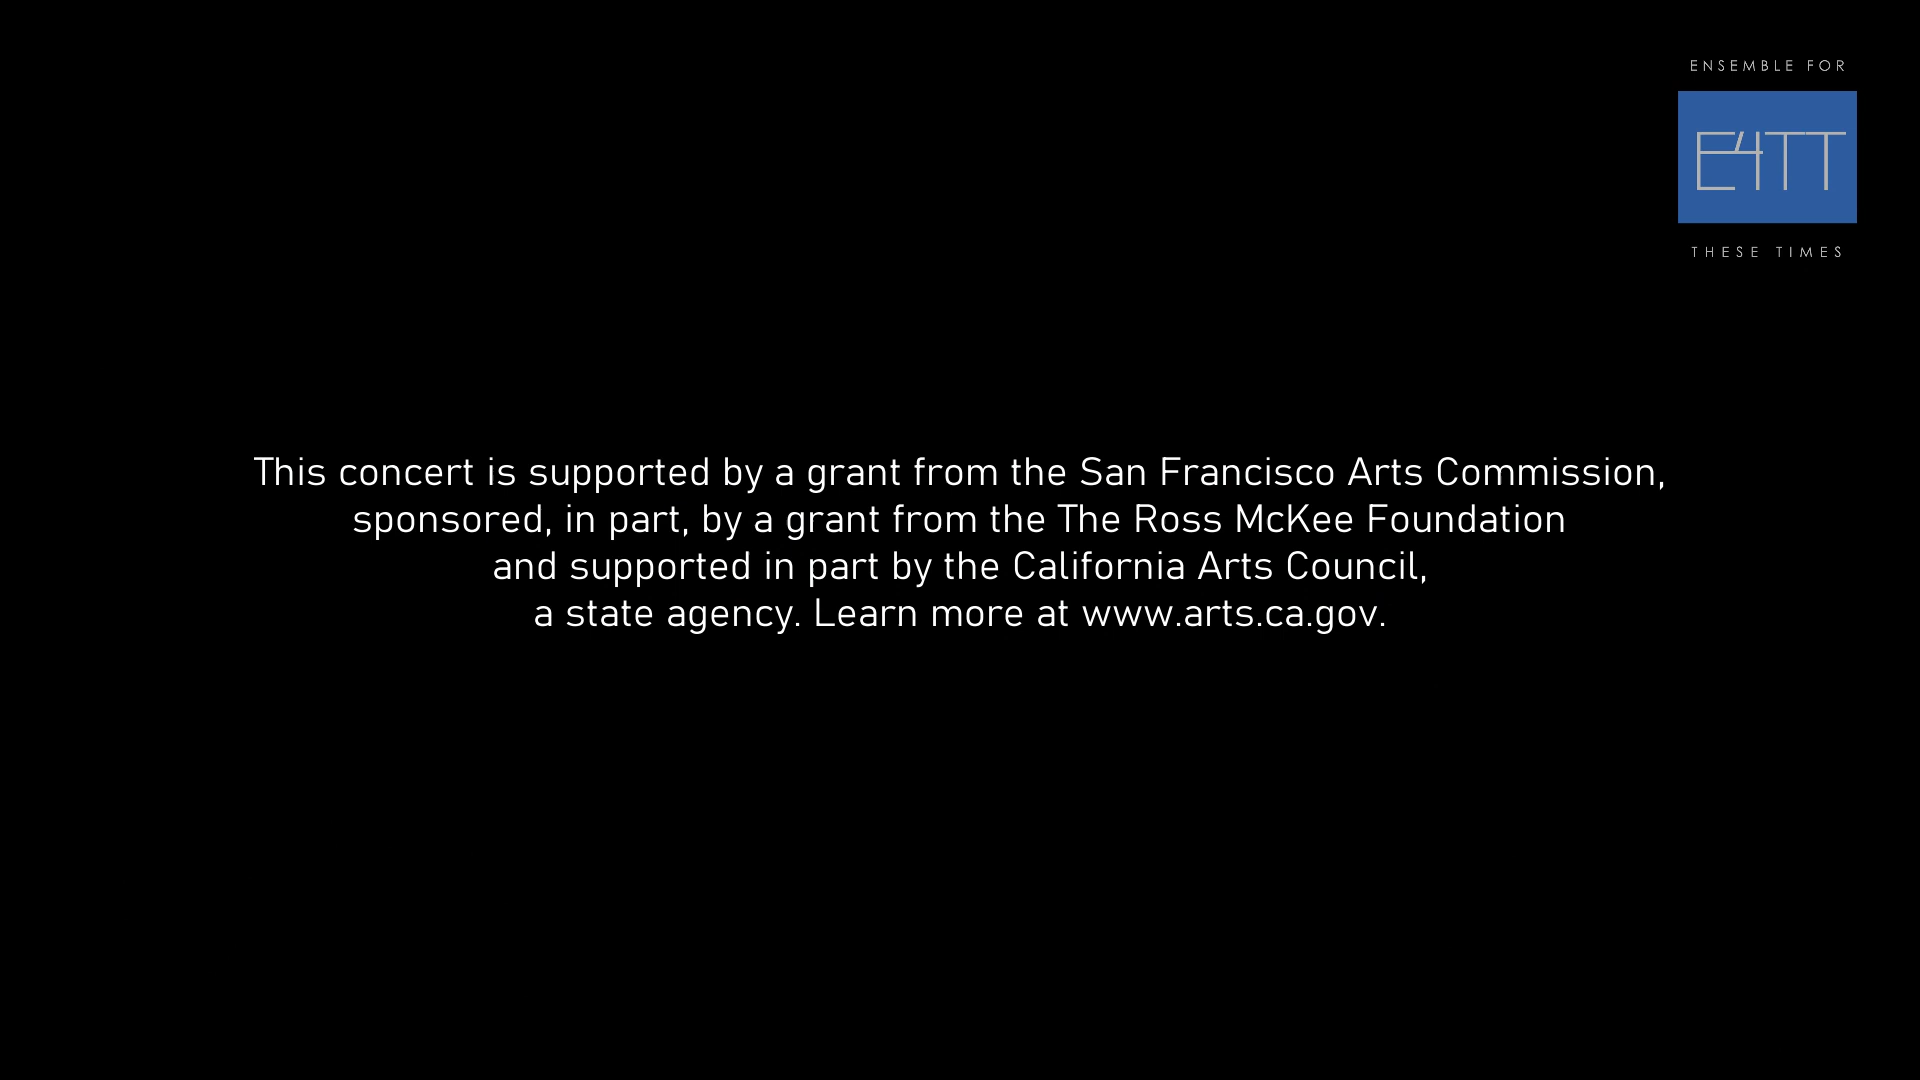 ENSEMBLE FOR
E4TT
THESE TIMES
This concert is supported by a grant from the San Francisco Arts Commission,
sponsored, in part, by a grant from the The Ross McKee Foundation
and supported in part by the California Arts Council,
a state agency. Learn more at www.arts.ca.gov.